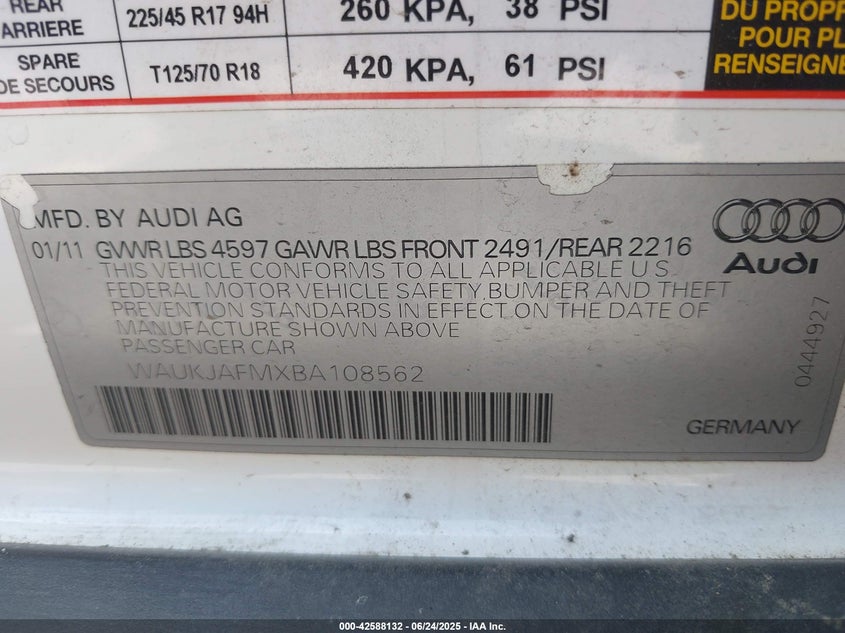 REAR 225/45 R17 94H 260 KPA, 38 PSI
ARRIERE
SPARE T125/70 R18 420 KPA, 61 PSI
DE SECOURS
DU PROPR
POUR PL
RENSEIGNE
MFD. BY AUDI AG
01/11 GVWR LBS 4597 GAWR LBS FRONT 2491/REAR 2216
THIS VEHICLE CONFORMS TO ALL APPLICABLE U.S.
FEDERAL MOTOR VEHICLE SAFETY, BUMPER AND THEFT
PREVENTION STANDARDS IN EFFECT ON THE DATE OF
MANUFACTURE SHOWN ABOVE
PASSENGER CAR
WAUKJAFMXBA108562
Audi
0444927
GERMANY
000-42588132 - 06/24/2025 - IAA Inc.